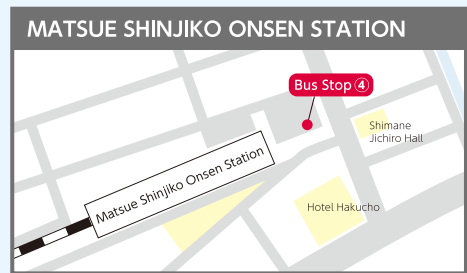 MATSUE SHINJIKO ONSEN STATION
Bus Stop ④
Shimane
Jichiro Hall
Matsue Shinjiko Onsen Station
Hotel Hakucho